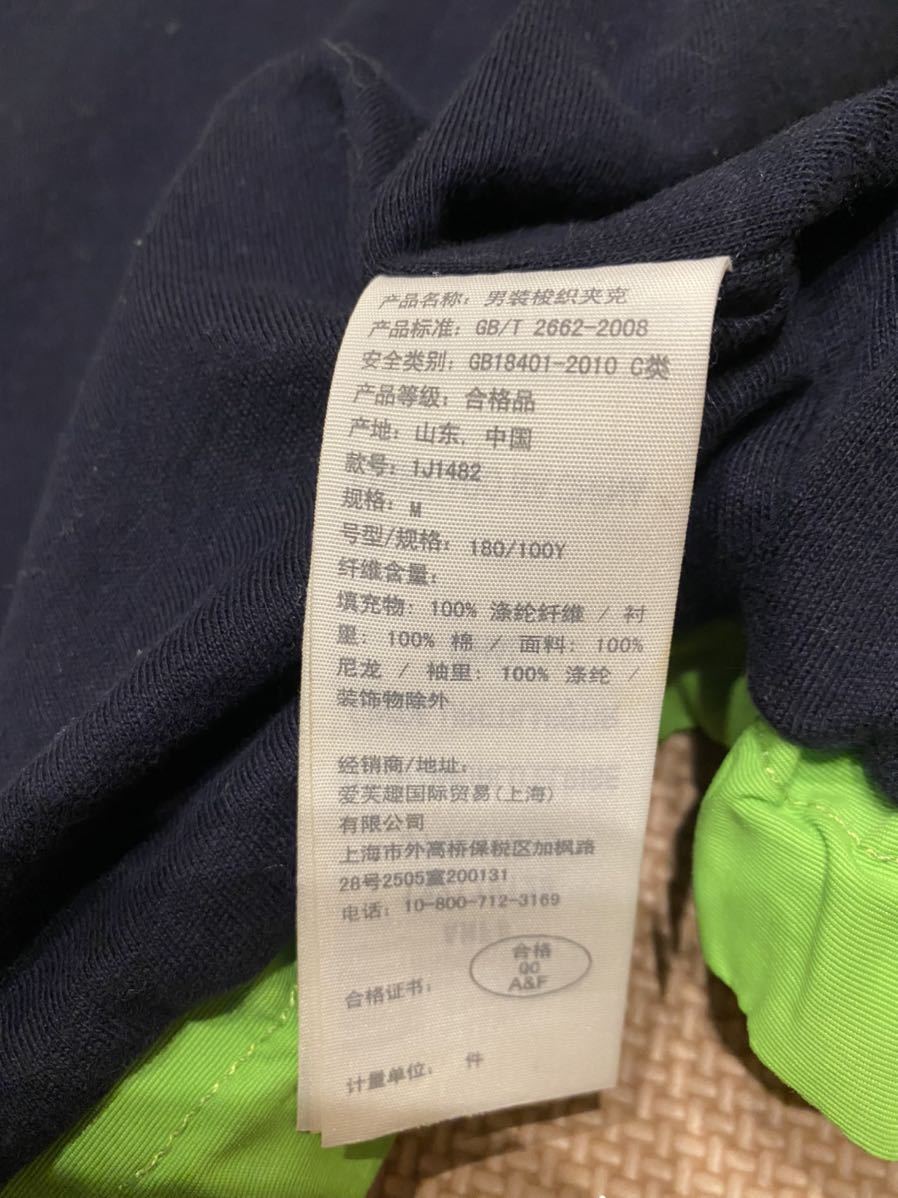 产品名称: 男装梭织夹克
产品标准: GB/T 2662-2008
安全类别: GB18401-2010 C类
产品等级: 合格品
产地: 山东, 中国
款号: 1J1482
规格: M
号型/规格: 180/100Y
纤维含量:
填充物: 100% 涤纶纤维 / 衬
里: 100% 棉 / 面料: 100%
尼龙 / 袖里: 100% 涤纶 /
装饰物除外
经销商/地址:
爱芙趣国际贸易(上海)
有限公司
上海市外高桥保税区加枫路
28号2505室200131
电话: 10-800-712-3169
合格证书:
合格
QC
A&F
计量单位: 件